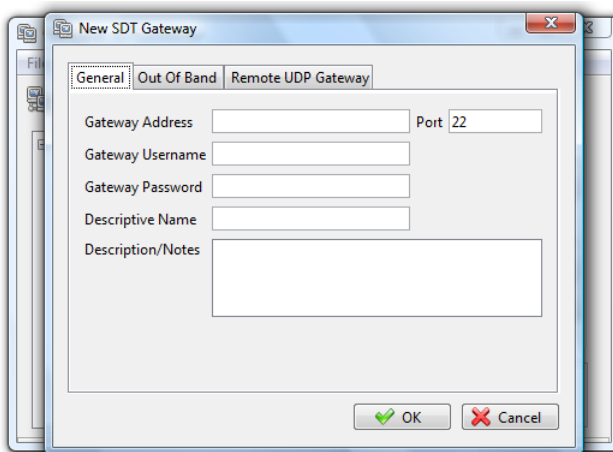 New SDT Gateway
General Out Of Band Remote UDP Gateway
Gateway Address Port 22
Gateway Username
Gateway Password
Descriptive Name
Description/Notes
OK Cancel